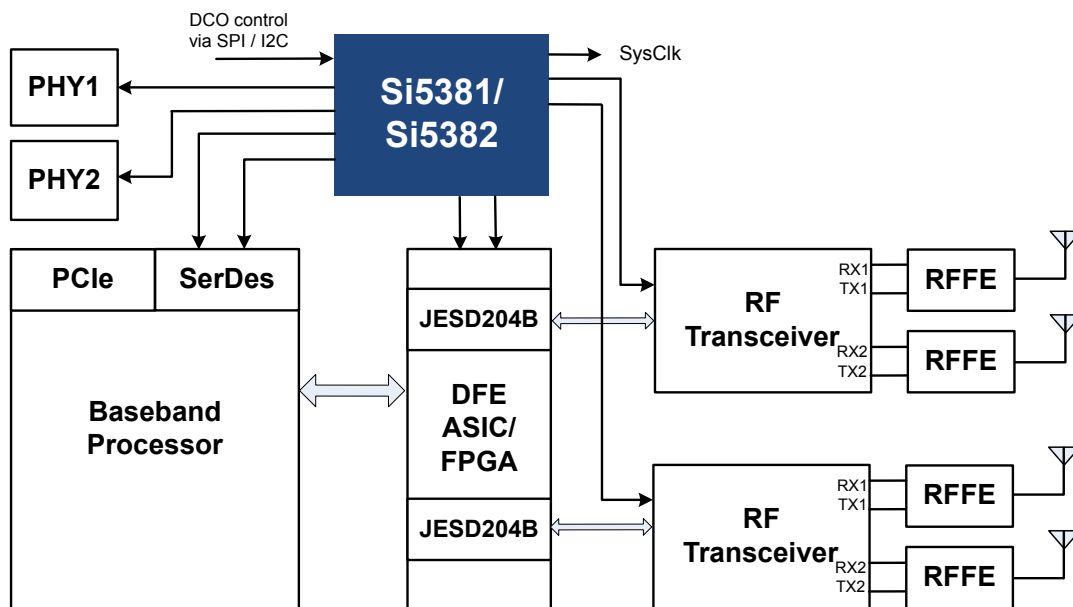 DCO control
via SPI / I2C
SysClk
Si5381/
Si5382
PHY1
PHY2
PCIe
SerDes
Baseband
Processor
JESD204B
DFE
ASIC/
FPGA
JESD204B
RF
Transceiver
RX1
TX1
RX2
TX2
RFFE
RFFE
RF
Transceiver
RX1
TX1
RX2
TX2
RFFE
RFFE